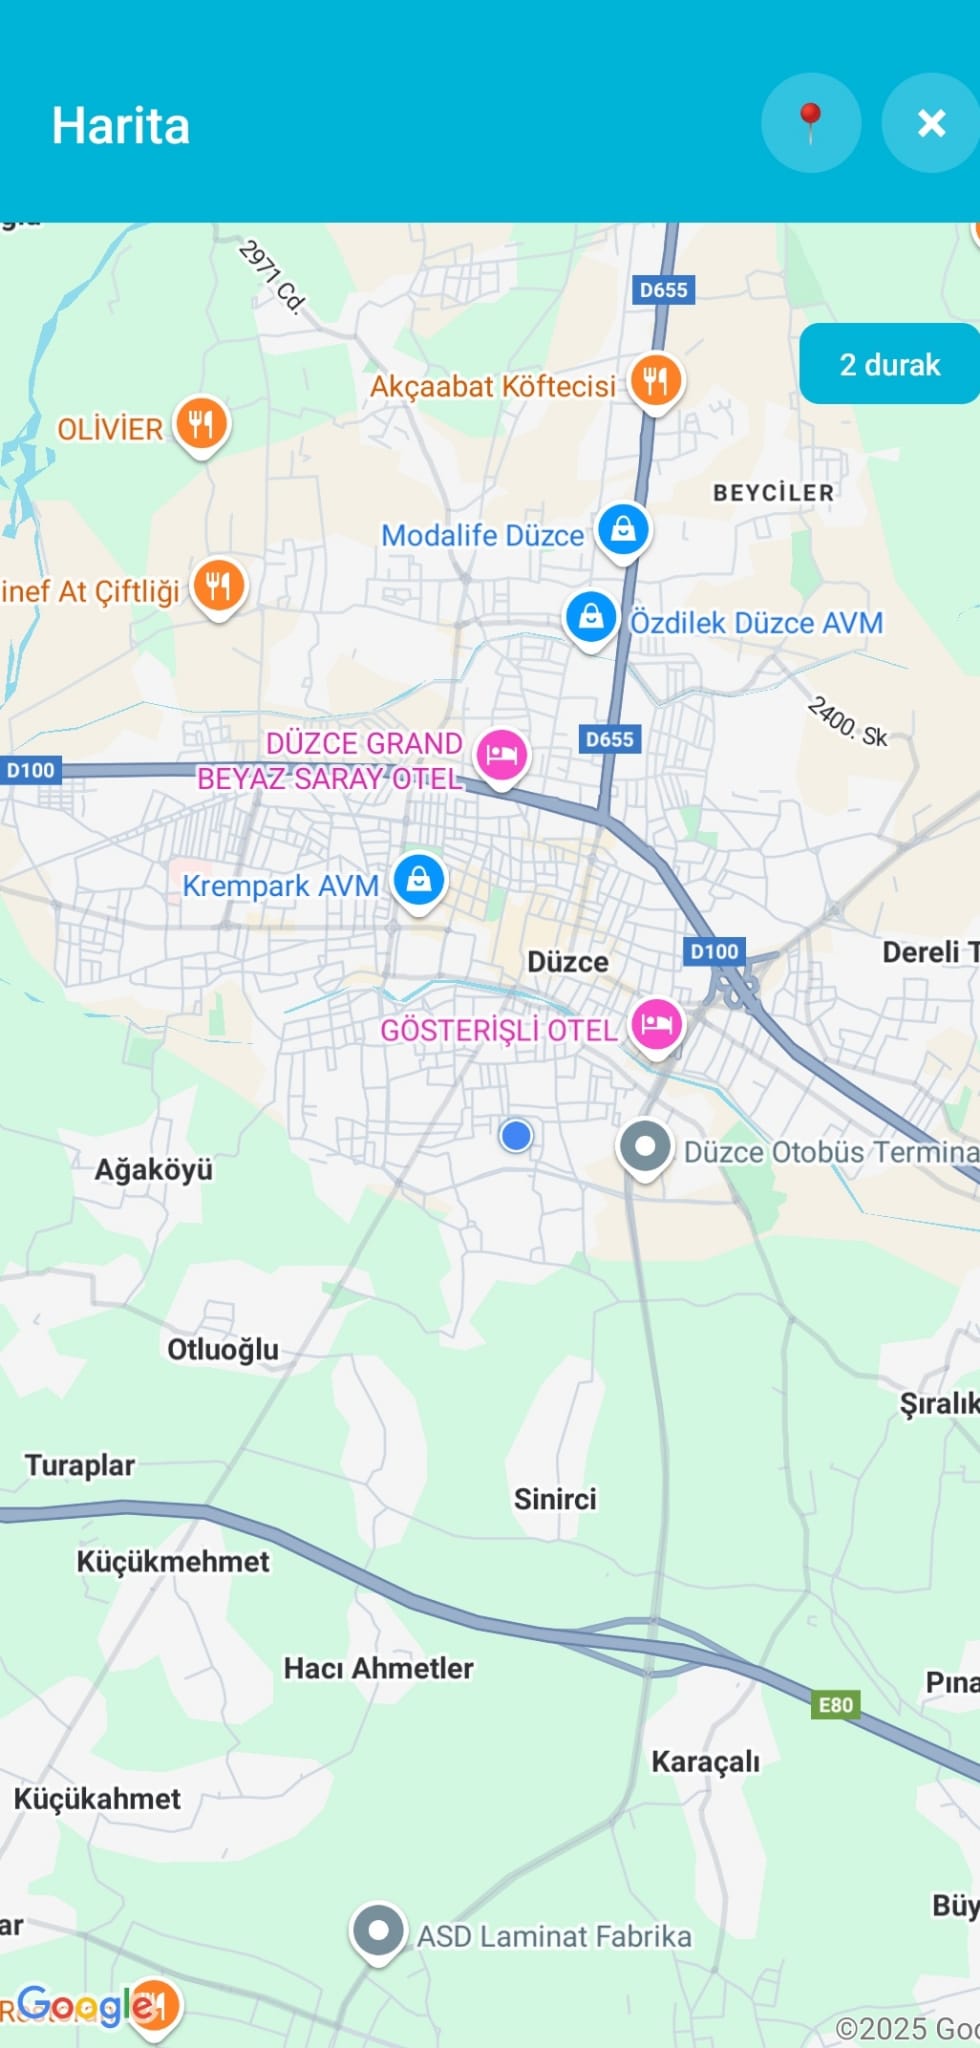 Harita
2971 Cd.
D655
2 durak
Akçaabat Köftecisi
OLİVİER
BEYCİLER
Modalife Düzce
inef At Çiftliği
Özdilek Düzce AVM
2400. Sk
D655
DÜZCE GRAND
BEYAZ SARAY OTEL
D100
Krempark AVM
D100
Düzce
Dereli T
GÖSTERİŞLİ OTEL
Düzce Otobüs Termina
Ağaköyü
Otluoğlu
Şıralık
Turaplar
Sinirci
Küçükmehmet
Hacı Ahmetler
Pına
E80
Karaçalı
Küçükahmet
Büy
ar
ASD Laminat Fabrika
Google
©2025 Goo